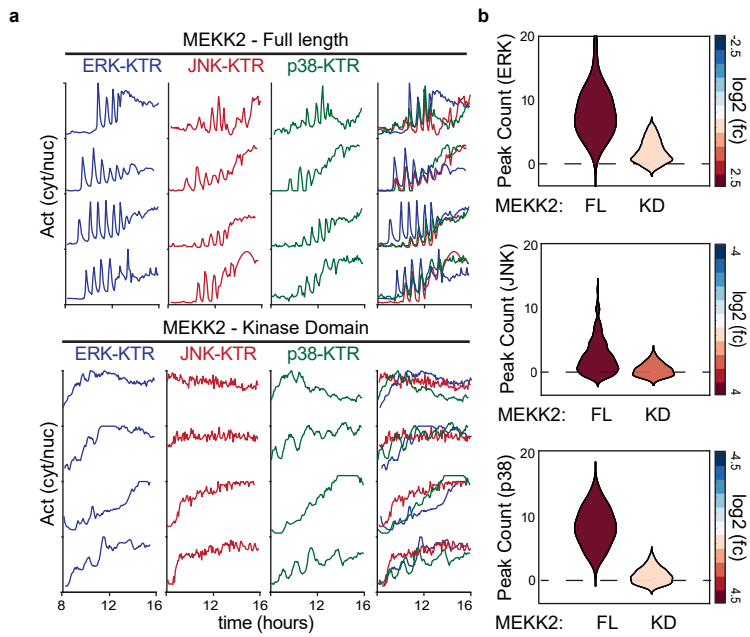 a
MEKK2 - Full length
ERK-KTR JNK-KTR p38-KTR
Act (cyt/nuc)
12 12 12 12
MEKK2 - Kinase Domain
ERK-KTR JNK-KTR p38-KTR
Act (cyt/nuc)
8 12 16 12 16 12 16 12 16
time (hours)
b
Peak Count (ERK)
20
10
0
MEKK2: FL KD
-2.5
log2 (fc)
2.5
Peak Count (JNK)
20
10
0
MEKK2: FL KD
-4
log2 (fc)
4
Peak Count (p38)
20
10
0
MEKK2: FL KD
-4.5
log2 (fc)
4.5